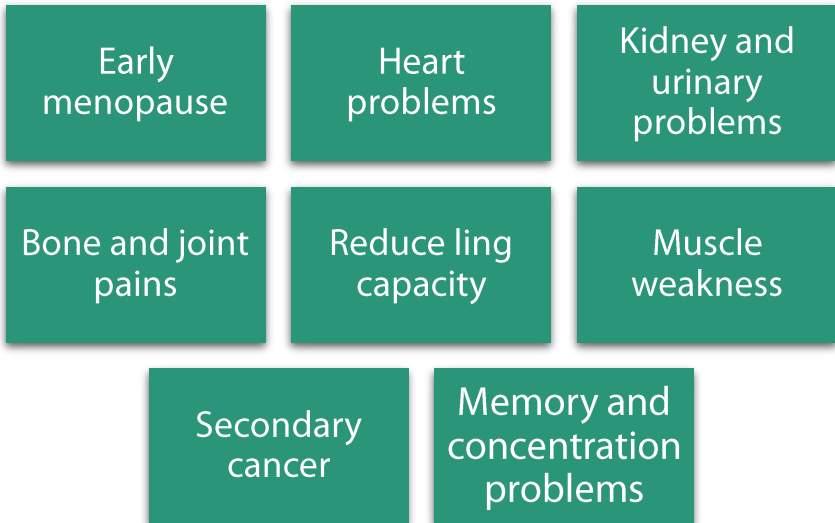 Early
menopause
Heart
problems
Kidney and
urinary
problems
Bone and joint
pains
Reduce ling
capacity
Muscle
weakness
Secondary
cancer
Memory and
concentration
problems